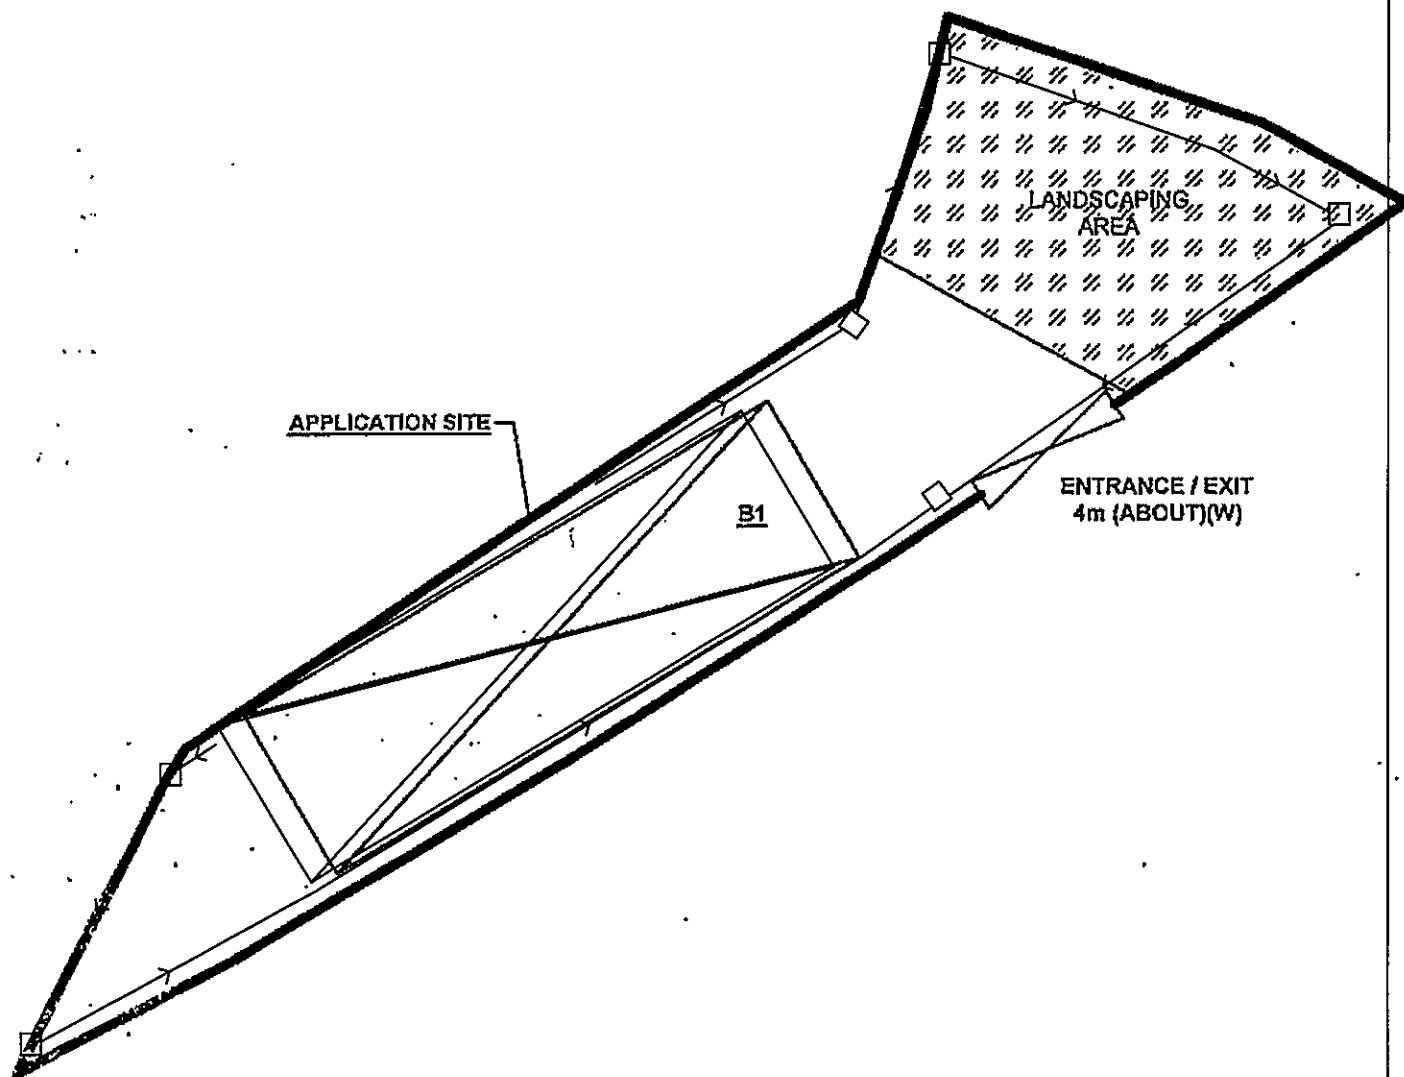 LANDSCAPING
AREA
APPLICATION SITE
B1
ENTRANCE / EXIT
4m (ABOUT)(W)